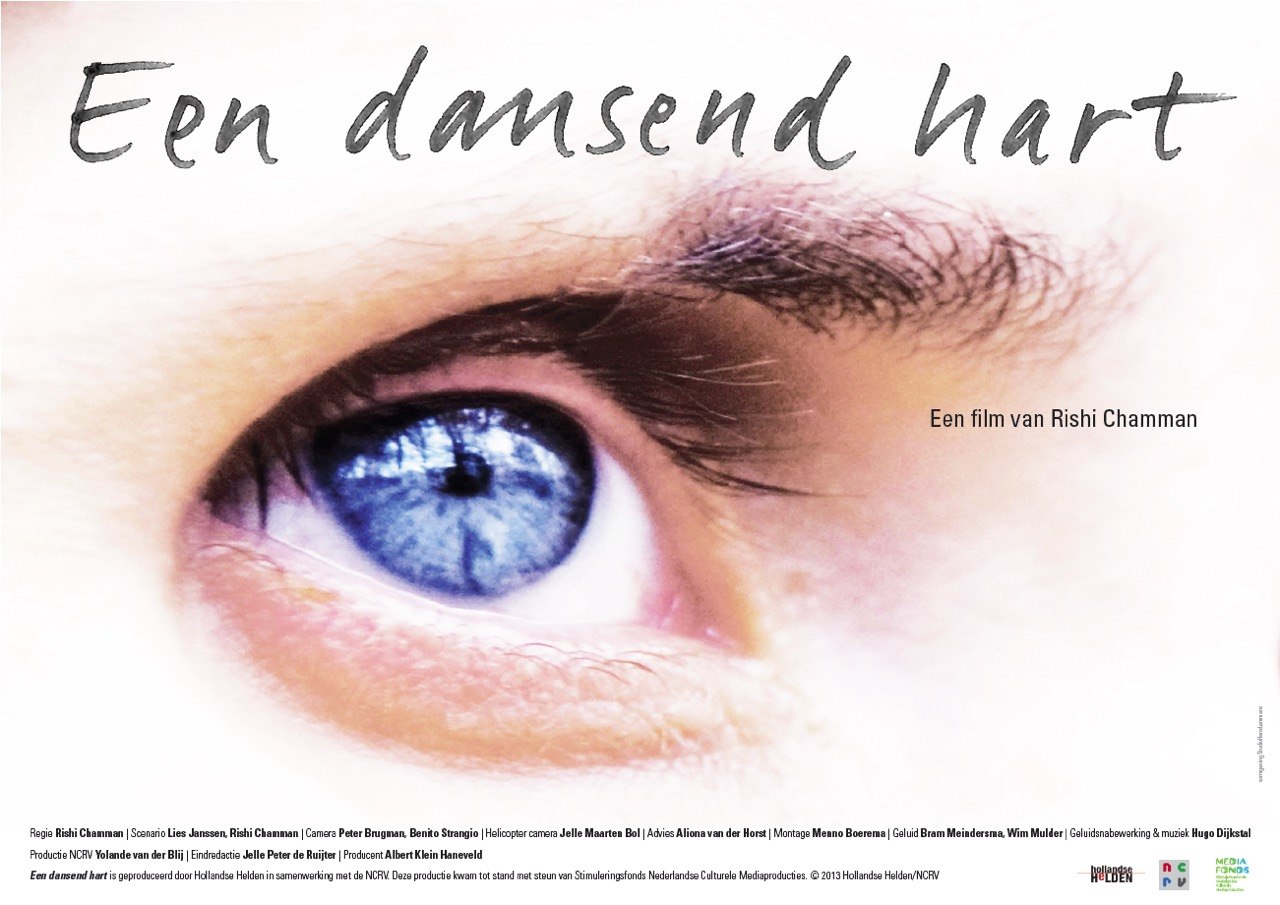 Een dansend hart
Een film van Rishi Chamman
Regie Rishi Chamman | Scenario Lies Janssen, Rishi Chamman | Camera Peter Brugman, Benito Strangio | Helicopter camera Jelle Maarten Bol | Advies Aliona van der Horst | Montage Menno Boerema | Geluid Bram Meindersma, Wim Mulder | Geluidsnabewerking & muziek Hugo Dijkstal
Productie NCRV Yolande van der Blij | Eindredactie Jelle Peter de Ruijter | Producent Albert Klein Haneveld
Een dansend hart is geproduceerd door Hollandse Helden in samenwerking met de NCRV. Deze productie kwam tot stand met steun van Stimuleringsfonds Nederlandse Culturele Mediaproducties. © 2013 Hollandse Helden/NCRV
hollandse
HeLDEN
nc
rv
MEDIA
FONDS